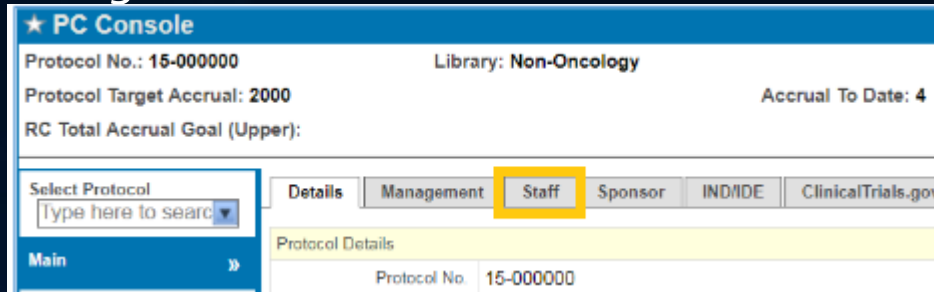 ★ PC Console
Protocol No.: 15-000000 Library: Non-Oncology
Protocol Target Accrual: 2000 Accrual To Date: 4
RC Total Accrual Goal (Upper):
Select Protocol
Type here to searc
Main »
Details Management Staff Sponsor IND/IDE ClinicalTrials.gov
Protocol Details
Protocol No. 15-000000